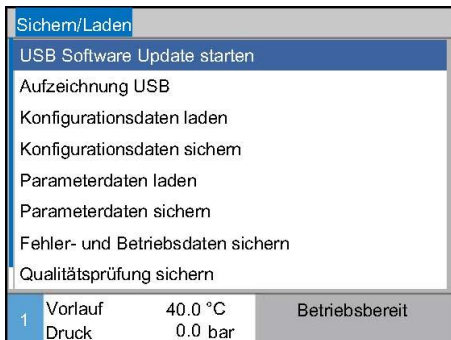 Sichern/Laden
USB Software Update starten
Aufzeichnung USB
Konfigurationsdaten laden
Konfigurationsdaten sichern
Parameterdaten laden
Parameterdaten sichern
Fehler- und Betriebsdaten sichern
Qualitätsprüfung sichern
1 Vorlauf 40.0 °C Betriebsbereit
Druck 0.0 bar